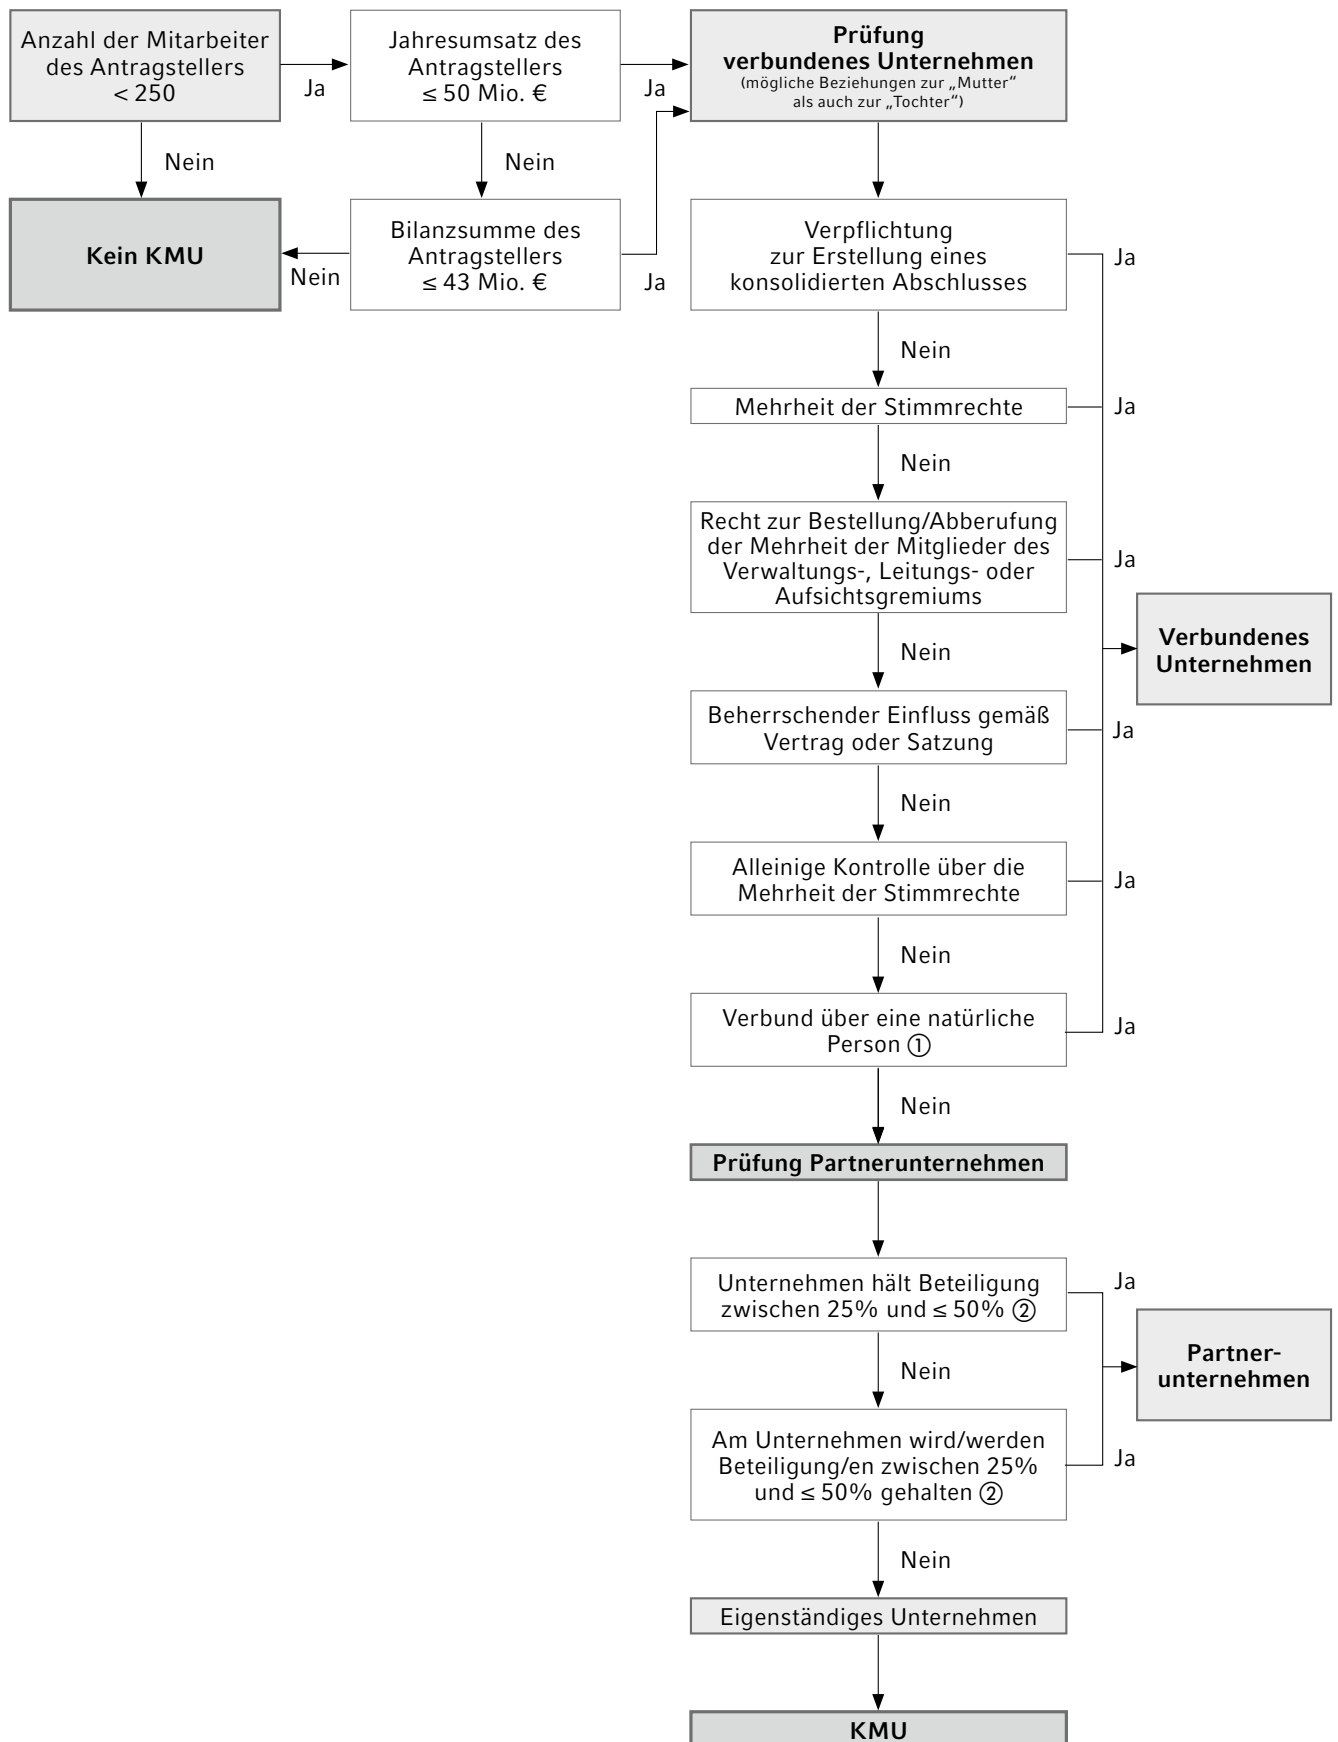 Anzahl der Mitarbeiter
des Antragstellers
< 250
Ja
Jahresumsatz des
Antragstellers
≤ 50 Mio. €
Ja
Prüfung
verbundenes Unternehmen
(mögliche Beziehungen zur „Mutter“
als auch zur „Tochter“)
Nein
Nein
Kein KMU
Nein
Bilanzsumme des
Antragstellers
≤ 43 Mio. €
Ja
Verpflichtung
zur Erstellung eines
konsolidierten Abschlusses
Ja
Nein
Mehrheit der Stimmrechte
Ja
Nein
Recht zur Bestellung/Abberufung
der Mehrheit der Mitglieder des
Verwaltungs-, Leitungs- oder
Aufsichtsgremiums
Ja
Verbundenes
Unternehmen
Nein
Beherrschender Einfluss gemäß
Vertrag oder Satzung
Ja
Nein
Alleinige Kontrolle über die
Mehrheit der Stimmrechte
Ja
Nein
Verbund über eine natürliche
Person ①
Ja
Nein
Prüfung Partnerunternehmen
Unternehmen hält Beteiligung
zwischen 25% und ≤ 50% ②
Ja
Partner-
unternehmen
Nein
Am Unternehmen wird/werden
Beteiligung/en zwischen 25%
und ≤ 50% gehalten ②
Ja
Nein
Eigenständiges Unternehmen
KMU